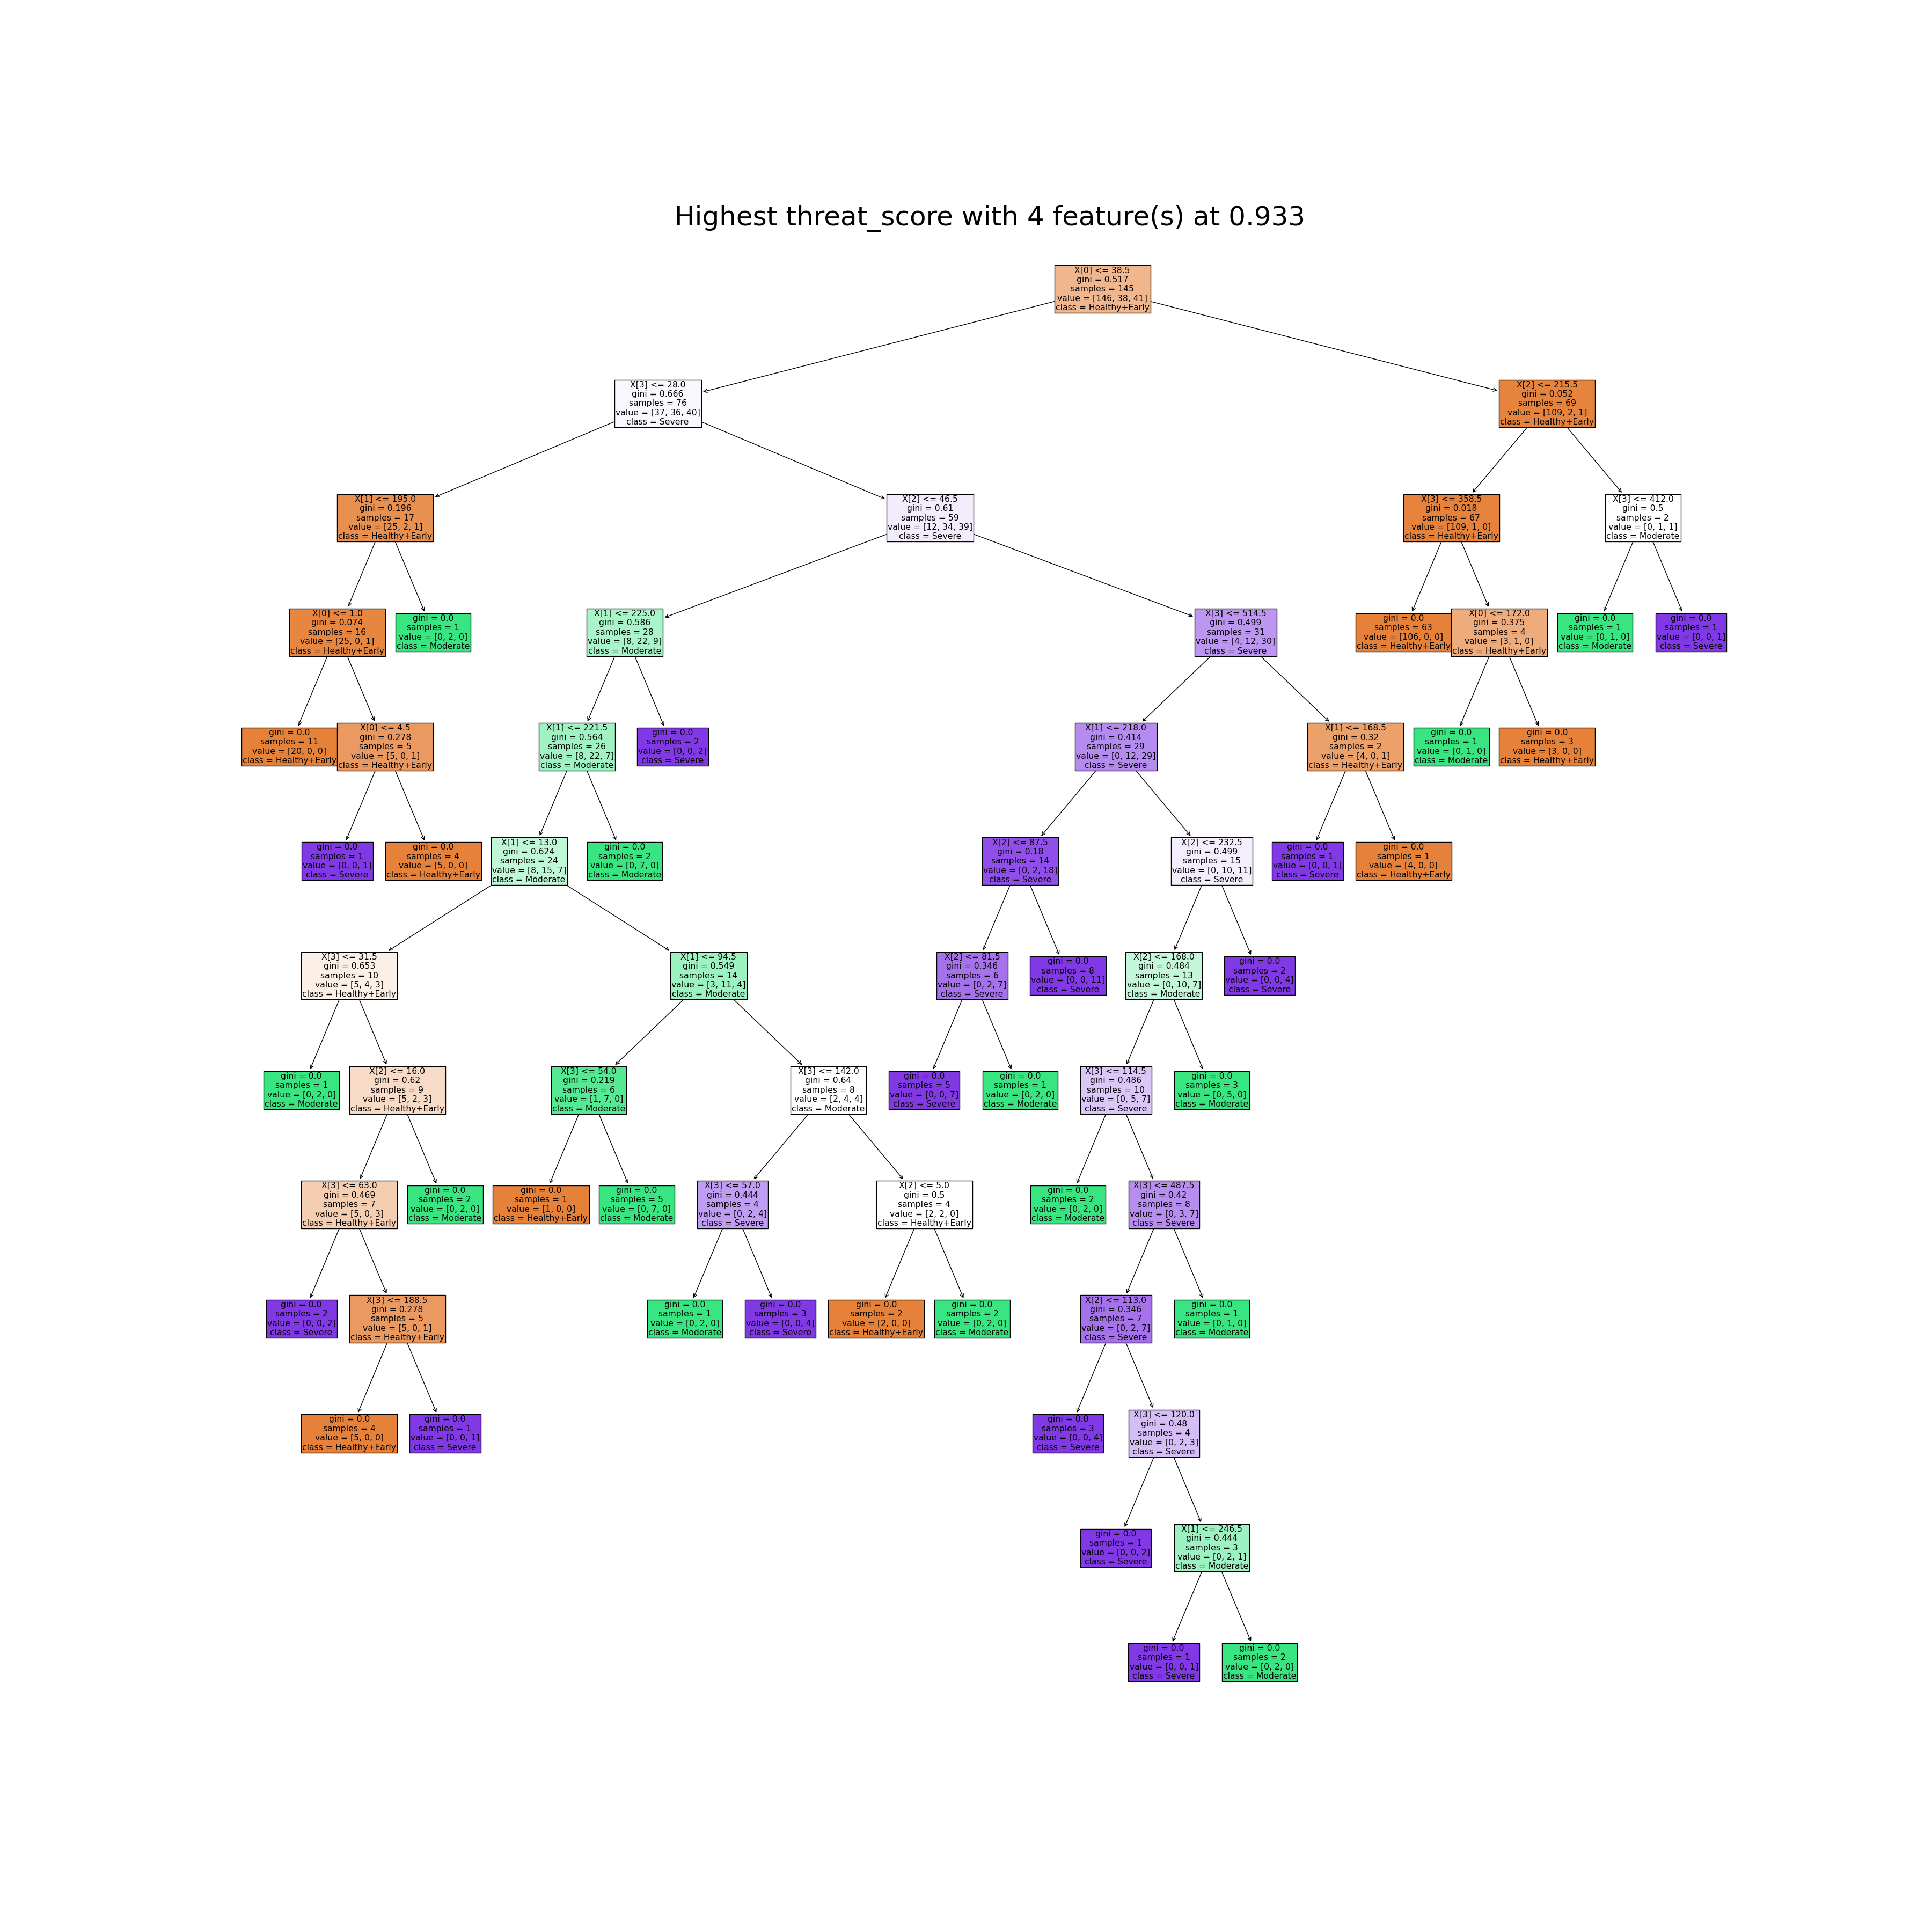 Highest threat_score with 4 feature(s) at 0.933
X[0] <= 38.5
gini = 0.517
samples = 145
value = [146, 38, 41]
class = Healthy+Early
X[3] <= 28.0
gini = 0.666
samples = 76
value = [37, 36, 40]
class = Severe
X[2] <= 215.5
gini = 0.052
samples = 69
value = [109, 2, 1]
class = Healthy+Early
X[1] <= 195.0
gini = 0.196
samples = 17
value = [25, 2, 1]
class = Healthy+Early
X[2] <= 46.5
gini = 0.61
samples = 59
value = [12, 34, 39]
class = Severe
X[3] <= 358.5
gini = 0.018
samples = 67
value = [109, 1, 0]
class = Healthy+Early
X[3] <= 412.0
gini = 0.5
samples = 2
value = [0, 1, 1]
class = Moderate
X[0] <= 1.0
gini = 0.074
samples = 16
value = [25, 0, 1]
class = Healthy+Early
gini = 0.0
samples = 1
value = [0, 2, 0]
class = Moderate
X[1] <= 225.0
gini = 0.586
samples = 28
value = [8, 22, 9]
class = Moderate
X[3] <= 514.5
gini = 0.499
samples = 31
value = [4, 12, 30]
class = Severe
gini = 0.0
samples = 63
value = [106, 0, 0]
class = Healthy+Early
X[0] <= 172.0
gini = 0.375
samples = 4
value = [3, 1, 0]
class = Healthy+Early
gini = 0.0
samples = 1
value = [0, 1, 0]
class = Moderate
gini = 0.0
samples = 1
value = [0, 0, 1]
class = Severe
gini = 0.0
samples = 11
value = [20, 0, 0]
class = Healthy+Early
X[0] <= 4.5
gini = 0.278
samples = 5
value = [5, 0, 1]
class = Healthy+Early
X[1] <= 221.5
gini = 0.564
samples = 26
value = [8, 22, 7]
class = Moderate
gini = 0.0
samples = 2
value = [0, 0, 2]
class = Severe
X[1] <= 218.0
gini = 0.414
samples = 29
value = [0, 12, 29]
class = Severe
X[1] <= 168.5
gini = 0.32
samples = 2
value = [4, 0, 1]
class = Healthy+Early
gini = 0.0
samples = 1
value = [0, 1, 0]
class = Moderate
gini = 0.0
samples = 3
value = [3, 0, 0]
class = Healthy+Early
gini = 0.0
samples = 1
value = [0, 0, 1]
class = Severe
gini = 0.0
samples = 4
value = [5, 0, 0]
class = Healthy+Early
X[1] <= 13.0
gini = 0.624
samples = 24
value = [8, 15, 7]
class = Moderate
gini = 0.0
samples = 2
value = [0, 7, 0]
class = Moderate
X[2] <= 87.5
gini = 0.18
samples = 14
value = [0, 2, 18]
class = Severe
X[2] <= 232.5
gini = 0.499
samples = 15
value = [0, 10, 11]
class = Severe
gini = 0.0
samples = 1
value = [0, 0, 1]
class = Severe
gini = 0.0
samples = 1
value = [4, 0, 0]
class = Healthy+Early
X[3] <= 31.5
gini = 0.653
samples = 10
value = [5, 4, 3]
class = Healthy+Early
X[1] <= 94.5
gini = 0.549
samples = 14
value = [3, 11, 4]
class = Moderate
X[2] <= 81.5
gini = 0.346
samples = 6
value = [0, 2, 7]
class = Severe
gini = 0.0
samples = 8
value = [0, 0, 11]
class = Severe
X[2] <= 168.0
gini = 0.484
samples = 13
value = [0, 10, 7]
class = Moderate
gini = 0.0
samples = 2
value = [0, 0, 4]
class = Severe
gini = 0.0
samples = 1
value = [0, 2, 0]
class = Moderate
X[2] <= 16.0
gini = 0.62
samples = 9
value = [5, 2, 3]
class = Healthy+Early
X[3] <= 54.0
gini = 0.219
samples = 6
value = [1, 7, 0]
class = Moderate
X[3] <= 142.0
gini = 0.64
samples = 8
value = [2, 4, 4]
class = Moderate
gini = 0.0
samples = 5
value = [0, 0, 7]
class = Severe
gini = 0.0
samples = 1
value = [0, 2, 0]
class = Moderate
X[3] <= 114.5
gini = 0.486
samples = 10
value = [0, 5, 7]
class = Severe
gini = 0.0
samples = 3
value = [0, 5, 0]
class = Moderate
X[3] <= 63.0
gini = 0.469
samples = 7
value = [5, 0, 3]
class = Healthy+Early
gini = 0.0
samples = 2
value = [0, 2, 0]
class = Moderate
gini = 0.0
samples = 1
value = [1, 0, 0]
class = Healthy+Early
gini = 0.0
samples = 5
value = [0, 7, 0]
class = Moderate
X[3] <= 57.0
gini = 0.444
samples = 4
value = [0, 2, 4]
class = Severe
X[2] <= 5.0
gini = 0.5
samples = 4
value = [2, 2, 0]
class = Healthy+Early
gini = 0.0
samples = 2
value = [0, 2, 0]
class = Moderate
X[3] <= 487.5
gini = 0.42
samples = 8
value = [0, 3, 7]
class = Severe
gini = 0.0
samples = 2
value = [0, 0, 2]
class = Severe
X[3] <= 188.5
gini = 0.278
samples = 5
value = [5, 0, 1]
class = Healthy+Early
gini = 0.0
samples = 1
value = [0, 2, 0]
class = Moderate
gini = 0.0
samples = 3
value = [0, 0, 4]
class = Severe
gini = 0.0
samples = 2
value = [2, 0, 0]
class = Healthy+Early
gini = 0.0
samples = 2
value = [0, 2, 0]
class = Moderate
X[2] <= 113.0
gini = 0.346
samples = 7
value = [0, 2, 7]
class = Severe
gini = 0.0
samples = 1
value = [0, 1, 0]
class = Moderate
gini = 0.0
samples = 4
value = [5, 0, 0]
class = Healthy+Early
gini = 0.0
samples = 1
value = [0, 0, 1]
class = Severe
gini = 0.0
samples = 3
value = [0, 0, 4]
class = Severe
X[3] <= 120.0
gini = 0.48
samples = 4
value = [0, 2, 3]
class = Severe
gini = 0.0
samples = 1
value = [0, 0, 2]
class = Severe
X[1] <= 246.5
gini = 0.444
samples = 3
value = [0, 2, 1]
class = Moderate
gini = 0.0
samples = 1
value = [0, 0, 1]
class = Severe
gini = 0.0
samples = 2
value = [0, 2, 0]
class = Moderate